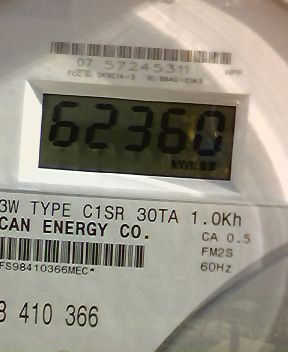 07 57245311
62360
kWh
3W TYPE C1SR 30TA 1.0Kh
CAN ENERGY CO.
CA 0.5
FM2S
60Hz
FS98410366MEC*
8 410 366